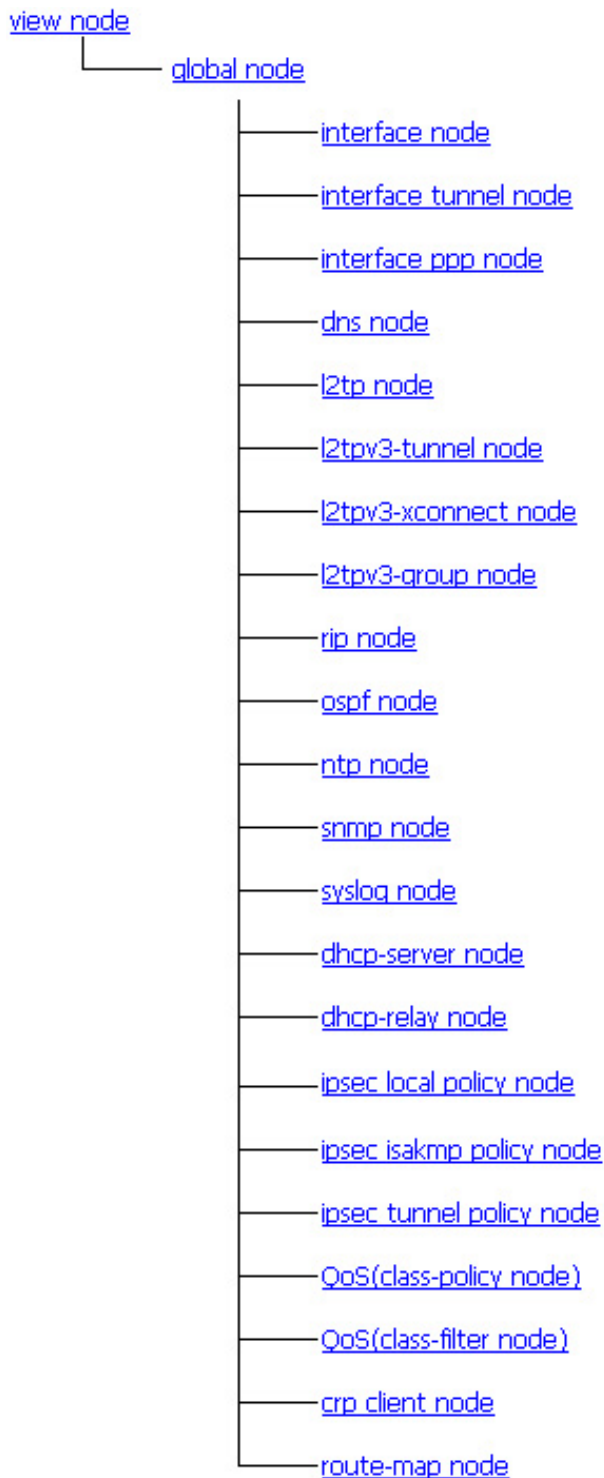 view node
global node
interface node
interface tunnel node
interface ppp node
dns node
l2tp node
l2tpv3-tunnel node
l2tpv3-xconnect node
l2tpv3-group node
rip node
ospf node
ntp node
snmp node
syslog node
dhcp-server node
dhcp-relay node
ipsec local policy node
ipsec isakmp policy node
ipsec tunnel policy node
QoS(class-policy node)
QoS(class-filter node)
crp client node
route-map node